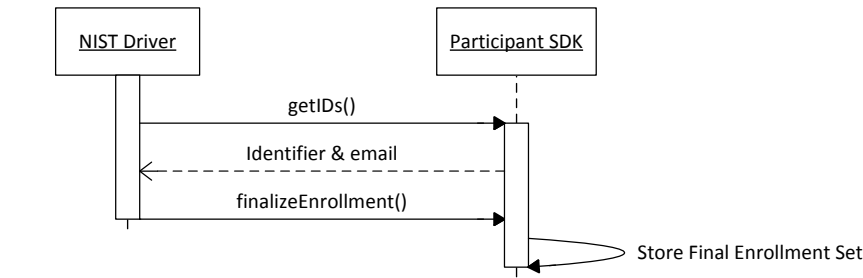 NIST Driver
Participant SDK
getIDs()
Identifier & email
finalizeEnrollment()
Store Final Enrollment Set